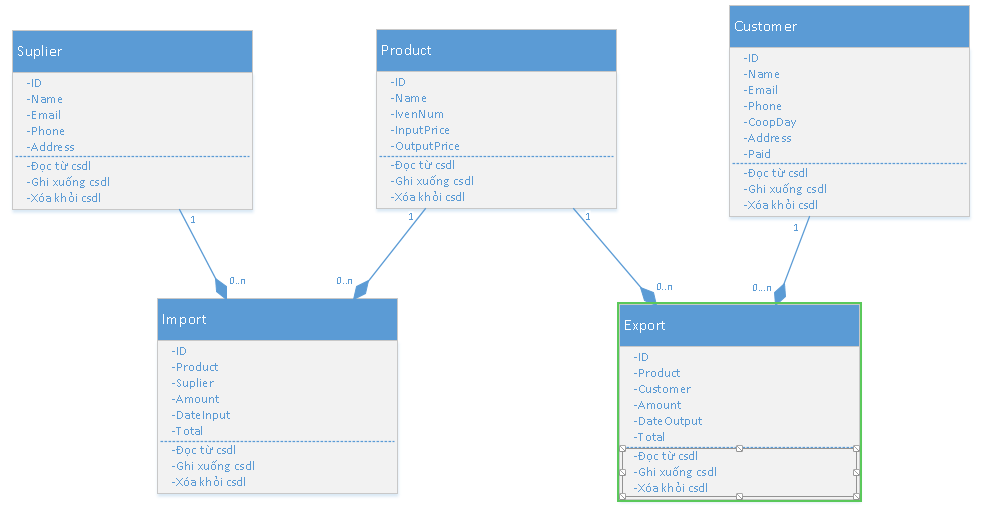 Suplier
-ID
-Name
-Email
-Phone
-Address
-Đọc từ csdl
-Ghi xuống csdl
-Xóa khỏi csdl
Product
-ID
-Name
-IvenNum
-InputPrice
-OutputPrice
-Đọc từ csdl
-Ghi xuống csdl
-Xóa khỏi csdl
Customer
-ID
-Name
-Email
-Phone
-CoopDay
-Address
-Paid
-Đọc từ csdl
-Ghi xuống csdl
-Xóa khỏi csdl
1
1
1
1
0..n
0..n
0..n
0...n
Import
-ID
-Product
-Suplier
-Amount
-DateInput
-Total
-Đọc từ csdl
-Ghi xuống csdl
-Xóa khỏi csdl
Export
-ID
-Product
-Customer
-Amount
-DateOutput
-Total
-Đọc từ csdl
-Ghi xuống csdl
-Xóa khỏi csdl